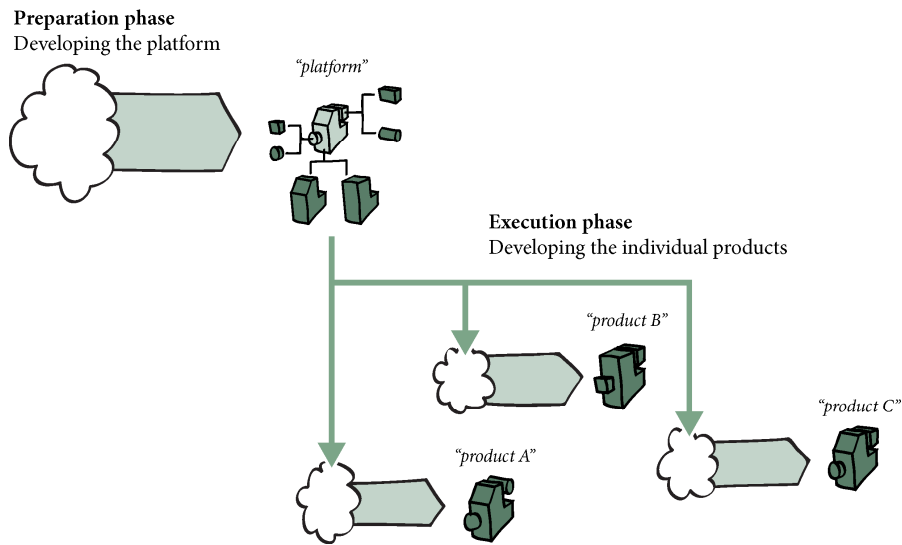 Preparation phase
Developing the platform
“platform”
Execution phase
Developing the individual products
“product B”
“product C”
“product A”